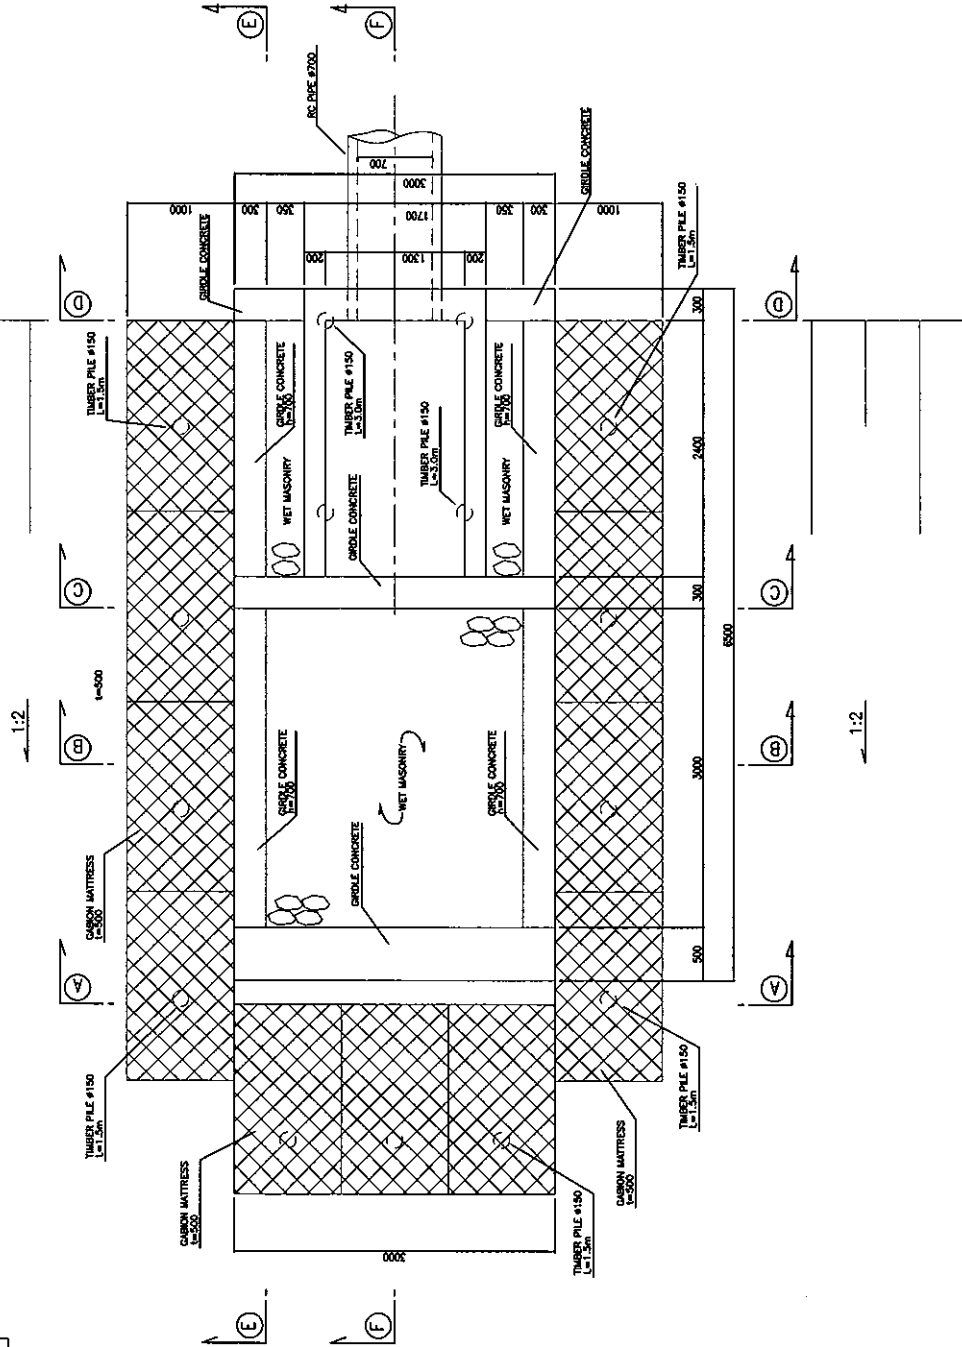 E
F
RC PIPE ø700
700
3000
GIRDLE CONCRETE
1000
300
350
1700
350
300
1000
GIRDLE CONCRETE
TIMBER PILE ø150
L=1.5m
200
1300
200
D
D
300
TIMBER PILE ø150
L=1.5m
GIRDLE CONCRETE
h=700
TIMBER PILE ø150
L=3.0m
GIRDLE CONCRETE
h=700
TIMBER PILE ø150
L=3.0m
2400
WET MASONRY
WET MASONRY
GIRDLE CONCRETE
C
C
300
6500
t=500
1:2
1:2
B
B
GIRDLE CONCRETE
h=700
WET MASONRY
GIRDLE CONCRETE
h=700
3000
GABION MATTRESS
t=500
GIRDLE CONCRETE
500
A
A
TIMBER PILE ø150
L=1.5m
TIMBER PILE ø150
L=1.5m
GABION MATTRESS
t=500
GABION MATTRESS
t=500
TIMBER PILE ø150
L=1.5m
3000
E
F